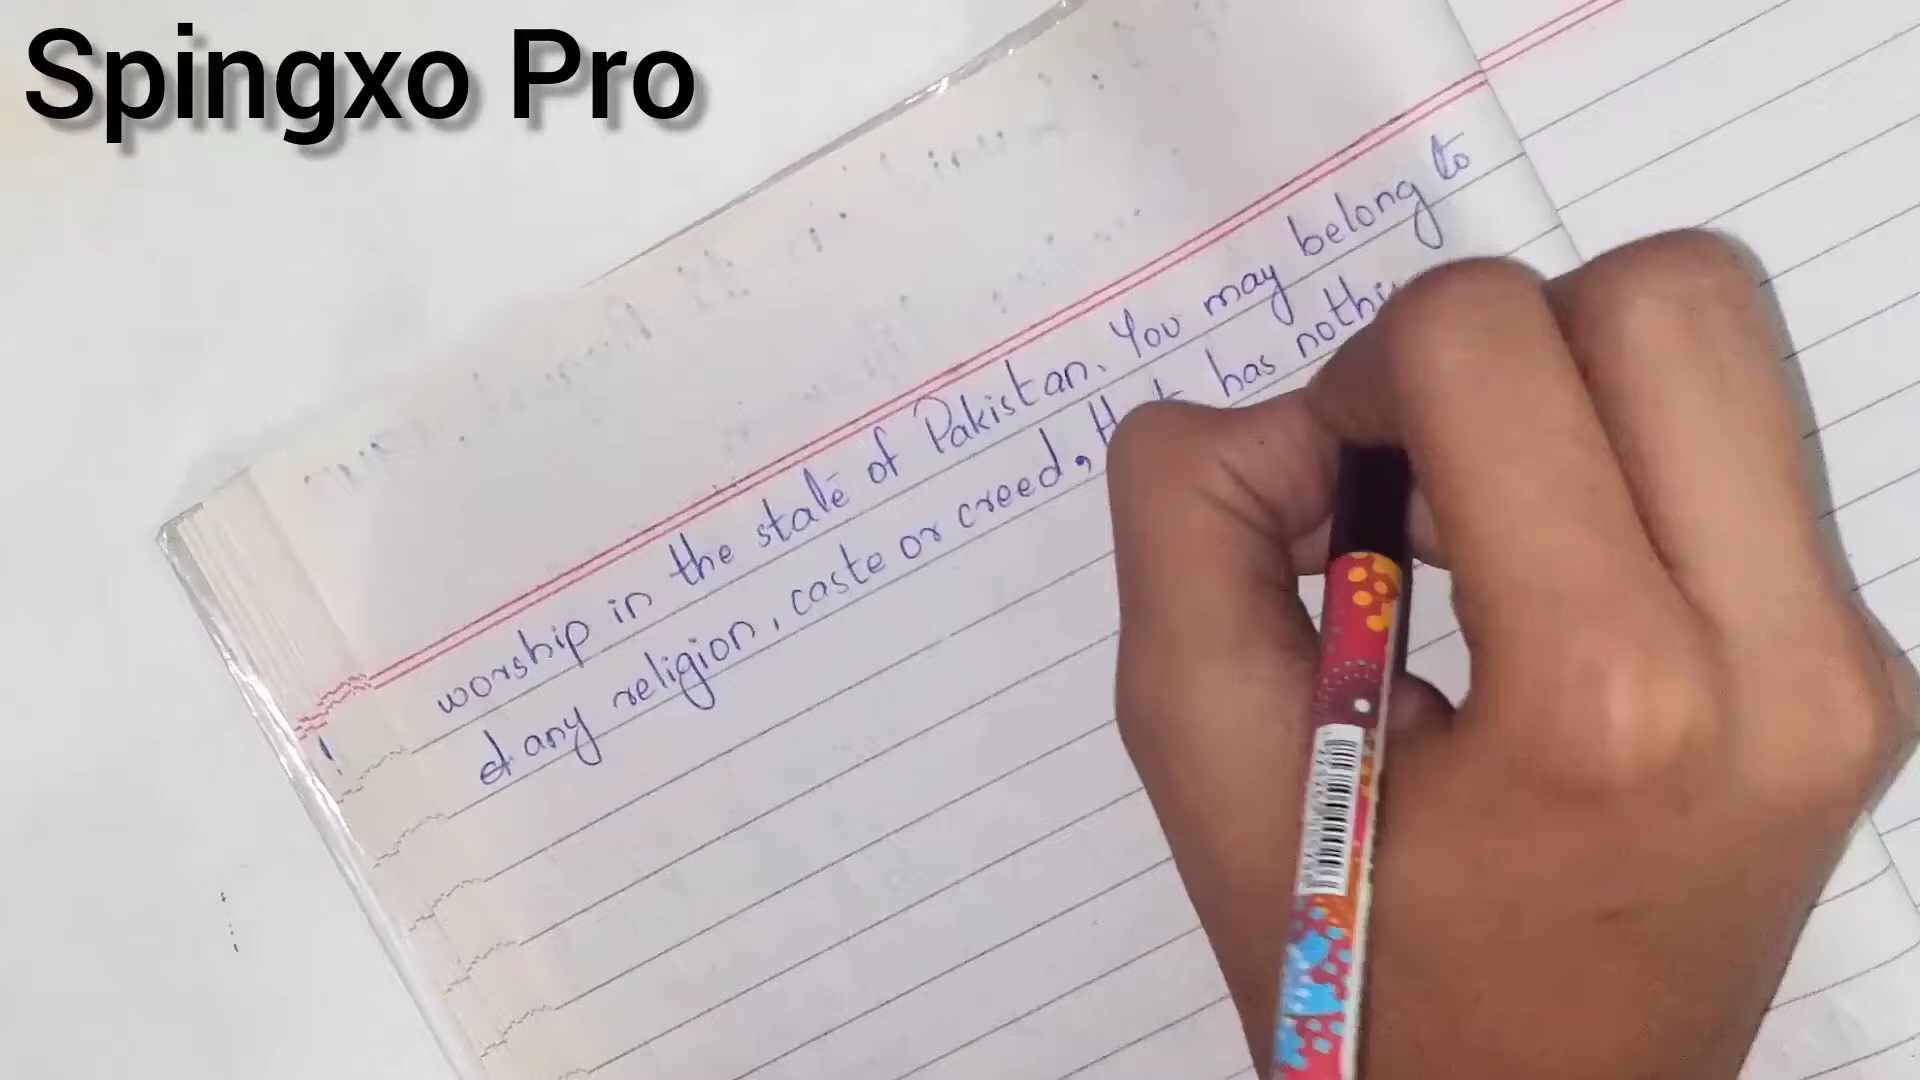 Spingxo Pro
worship in the state of Pakistan. You may belong to
any religion, caste or creed, has